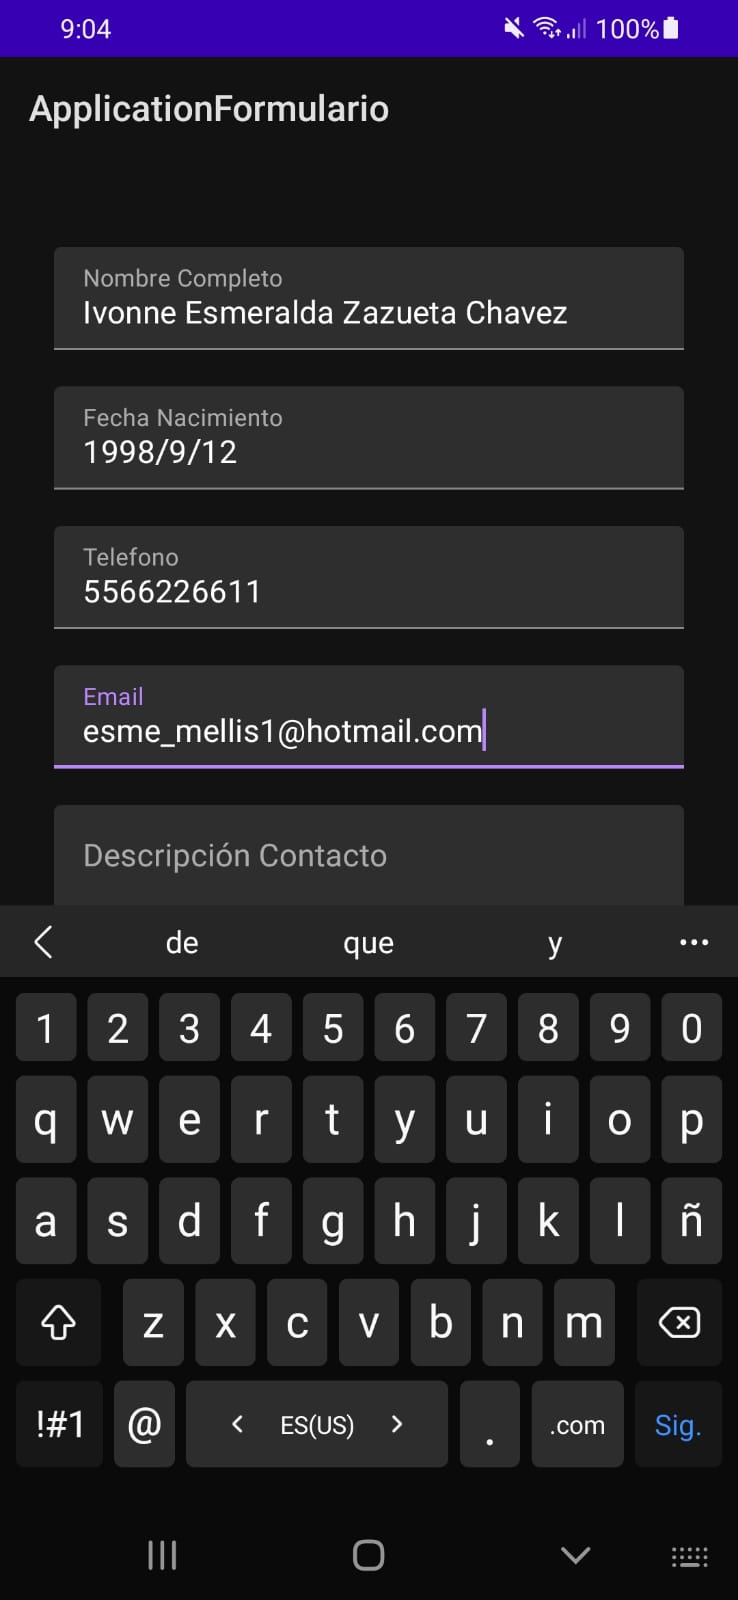 9:04 100%
ApplicationFormulario
Nombre Completo
Ivonne Esmeralda Zazueta Chavez
Fecha Nacimiento
1998/9/12
Telefono
5566226611
Email
esme_mellis1@hotmail.com
Descripción Contacto
de que y ...
1 2 3 4 5 6 7 8 9 0
q w e r t y u i o p
a s d f g h j k l ñ
z x c v b n m
!#1 @ < ES(US) > . .com Sig.